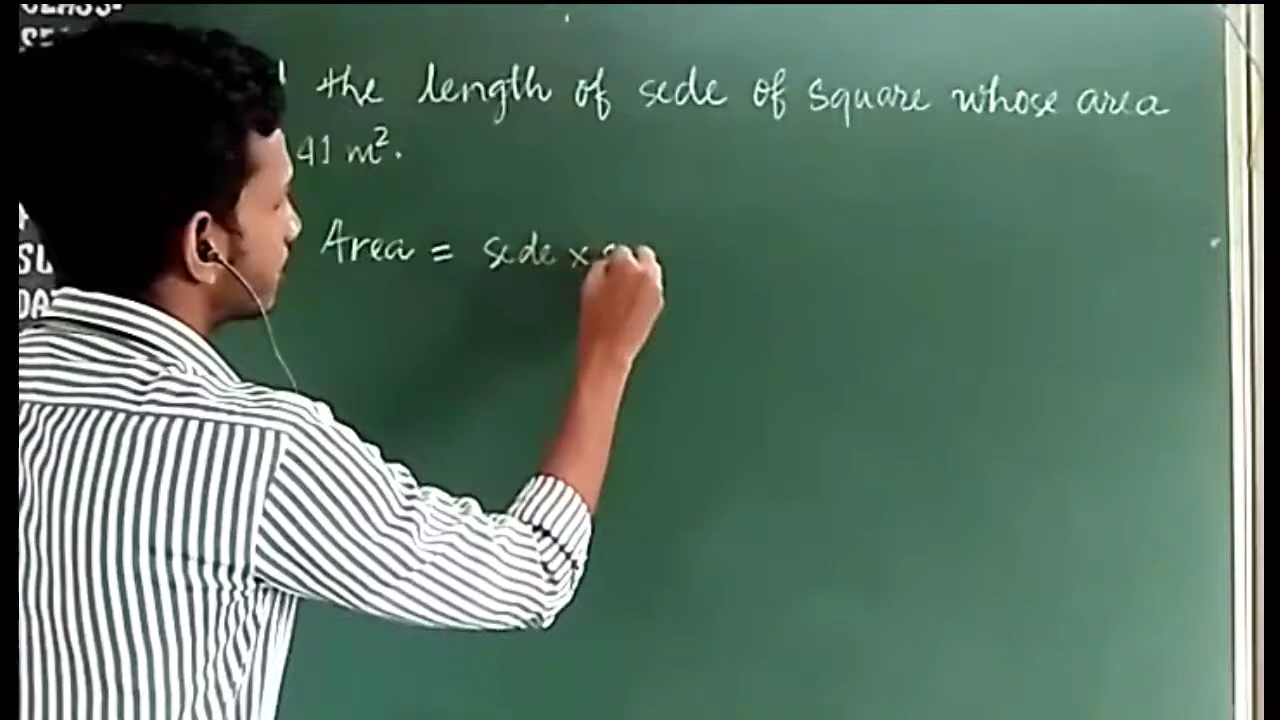 the length of side of square whose area
41 m².
Area = side ×